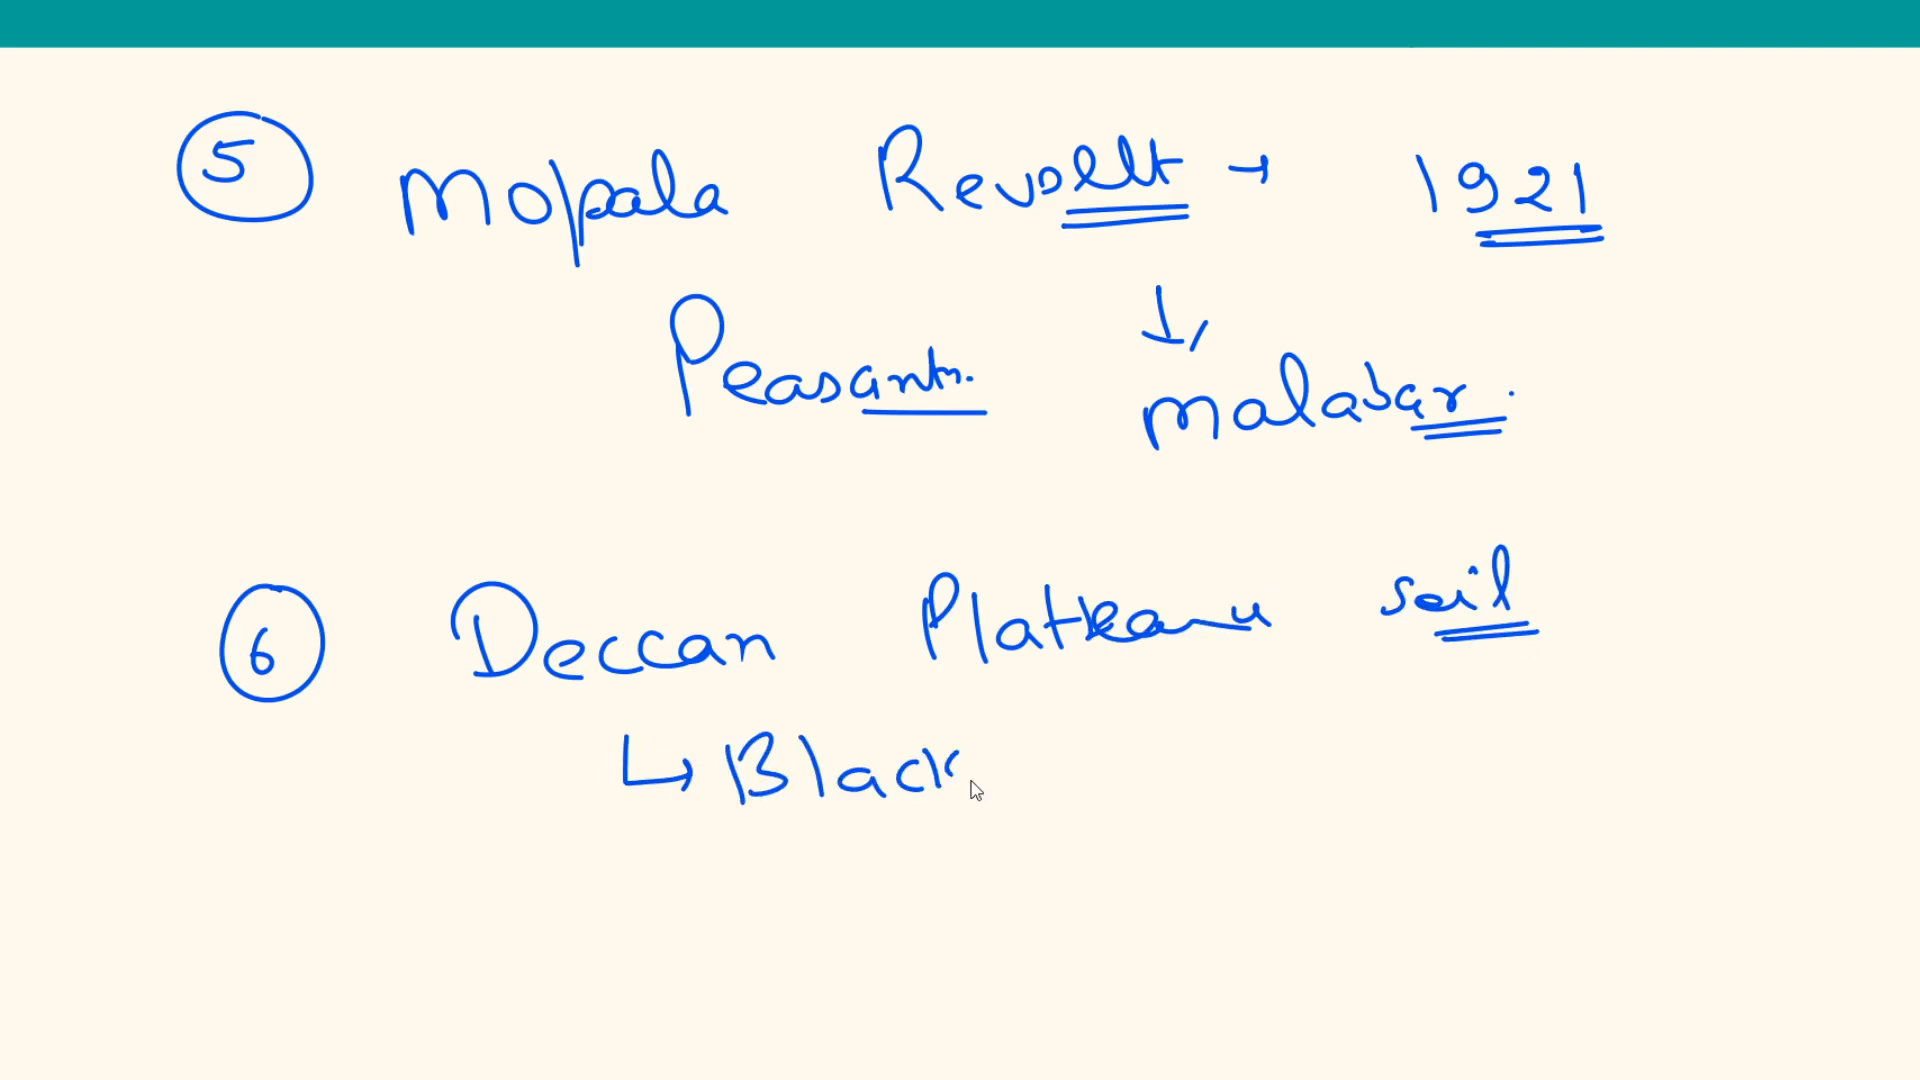 5 Mopala Revolt → 1921
Peasants. ↓ Malabar.
6 Deccan Plateau soil
↳ Black